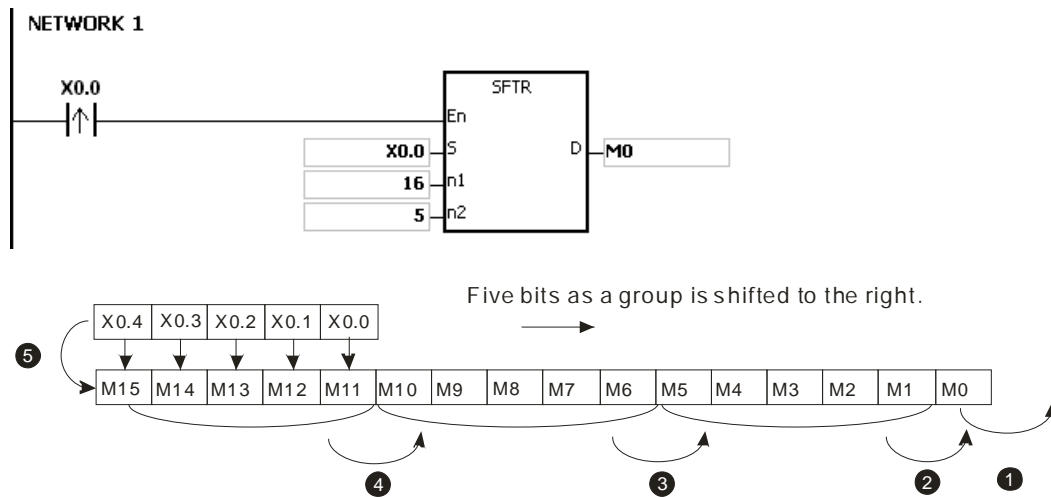 NETWORK 1
X0.0
SFTR
En
X0.0 S D M0
16 n1
5 n2
Five bits as a group is shifted to the right.
X0.4 X0.3 X0.2 X0.1 X0.0
5
M15 M14 M13 M12 M11 M10 M9 M8 M7 M6 M5 M4 M3 M2 M1 M0
4 3 2 1